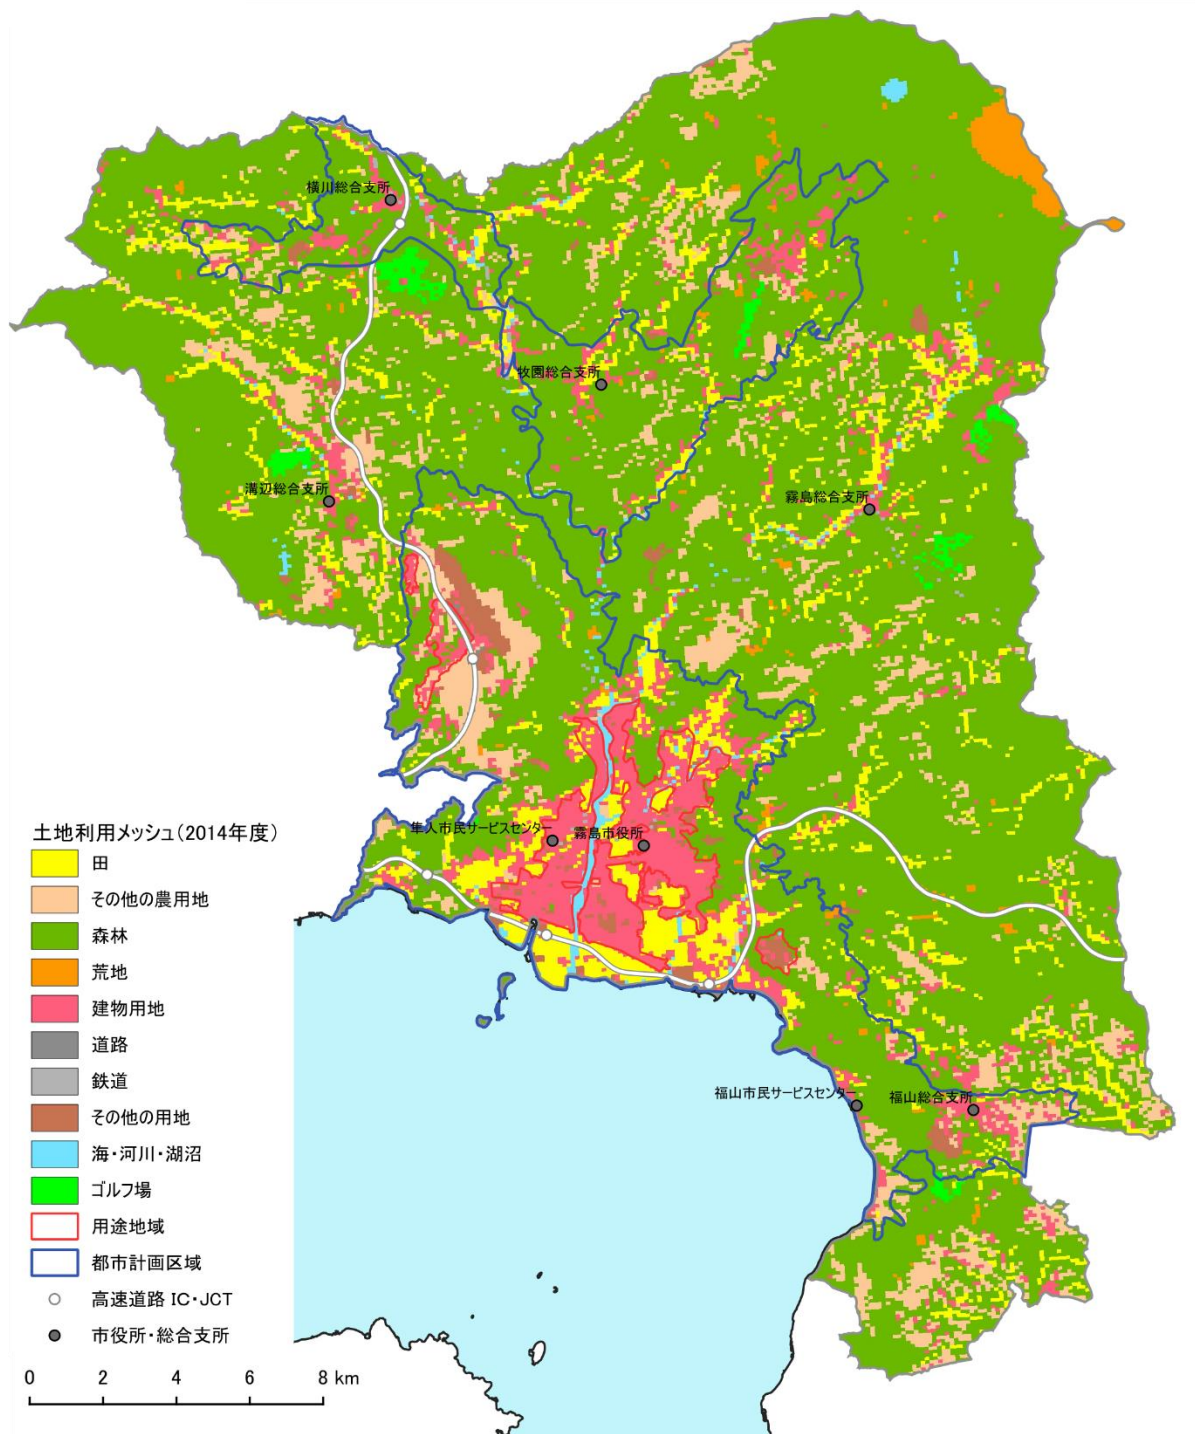 横川総合支所
牧園総合支所
溝辺総合支所
霧島総合支所
隼人市民サービスセンター
霧島市役所
福山市民サービスセンター
福山総合支所
土地利用メッシュ(2014年度)
田
その他の農用地
森林
荒地
建物用地
道路
鉄道
その他の用地
海・河川・湖沼
ゴルフ場
用途地域
都市計画区域
高速道路 IC・JCT
市役所・総合支所
0 2 4 6 8 km